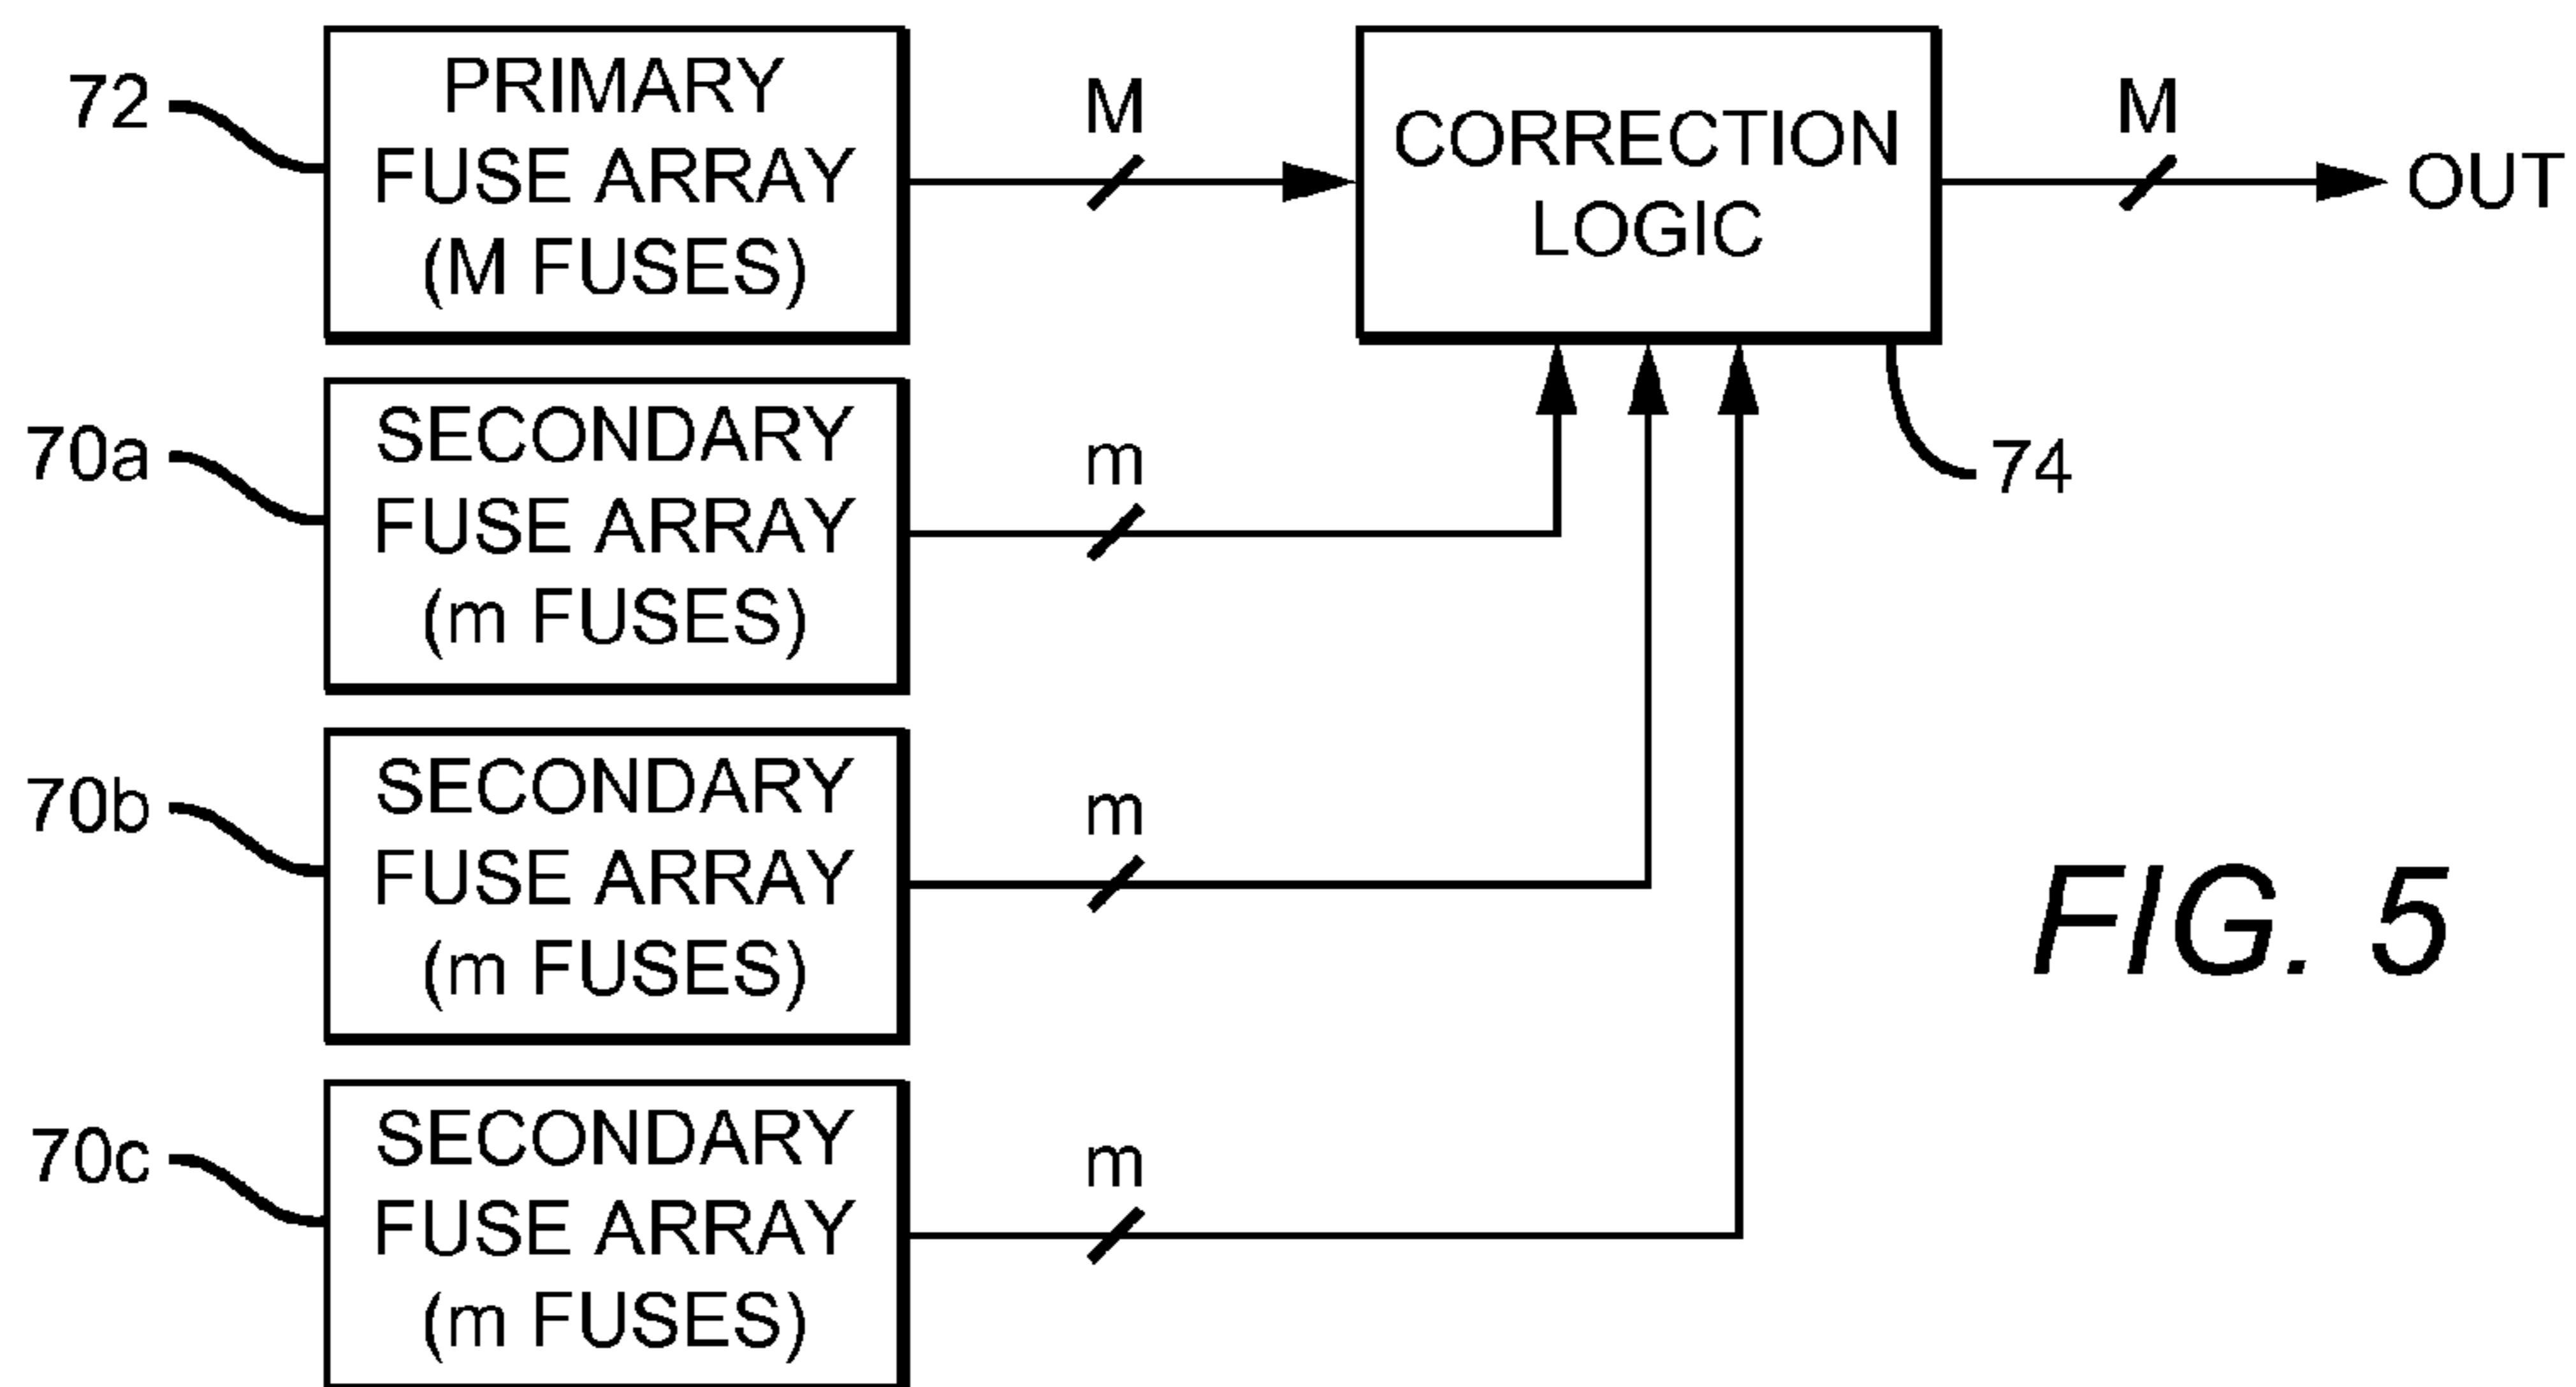 72
PRIMARY
FUSE ARRAY
(M FUSES)
M
CORRECTION
LOGIC
M
OUT
74
70a
SECONDARY
FUSE ARRAY
(m FUSES)
m
70b
SECONDARY
FUSE ARRAY
(m FUSES)
m
70c
SECONDARY
FUSE ARRAY
(m FUSES)
m
FIG. 5